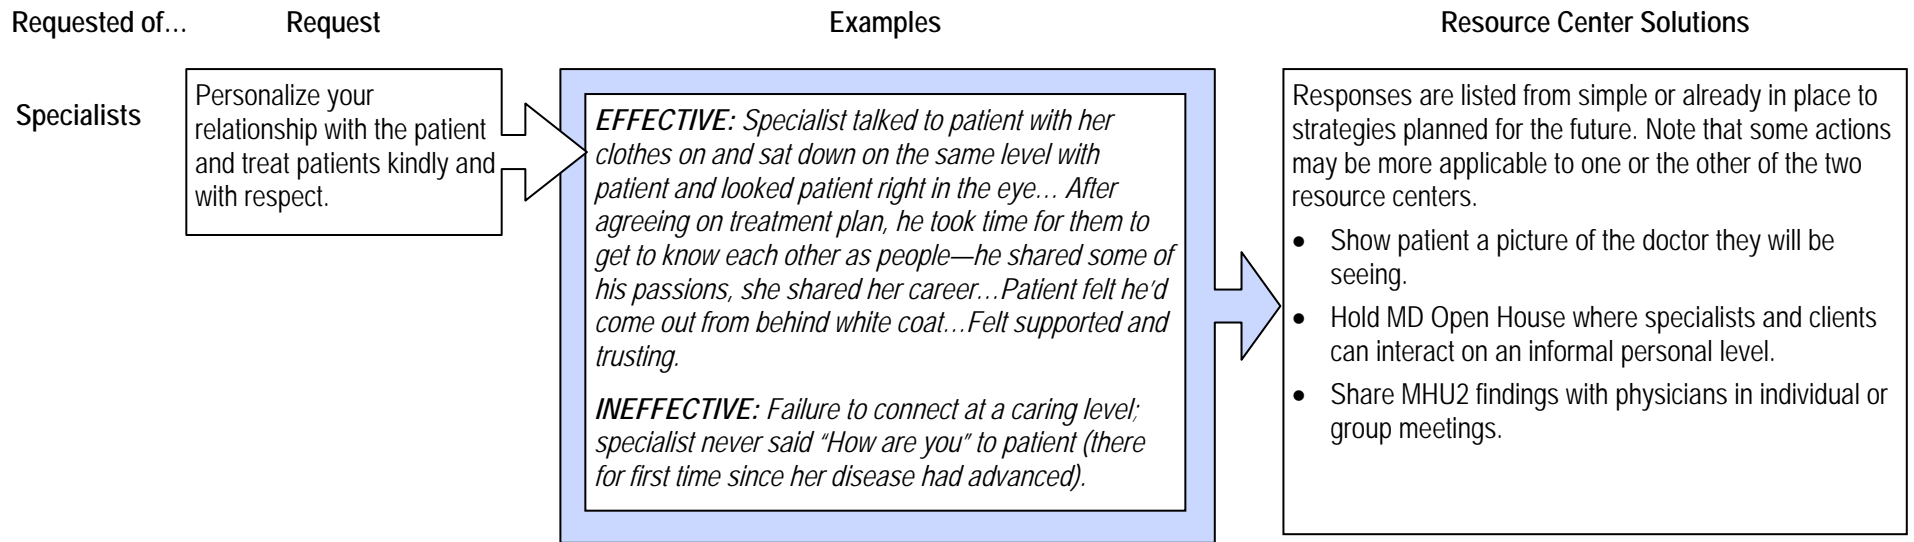 Requested of… Request Examples Resource Center Solutions
Specialists
Personalize your
relationship with the patient
and treat patients kindly and
with respect.
EFFECTIVE: Specialist talked to patient with her
clothes on and sat down on the same level with
patient and looked patient right in the eye… After
agreeing on treatment plan, he took time for them to
get to know each other as people—he shared some of
his passions, she shared her career…Patient felt he’d
come out from behind white coat…Felt supported and
trusting.
INEFFECTIVE: Failure to connect at a caring level;
specialist never said “How are you” to patient (there
for first time since her disease had advanced).
Responses are listed from simple or already in place to
strategies planned for the future. Note that some actions
may be more applicable to one or the other of the two
resource centers.
• Show patient a picture of the doctor they will be
seeing.
• Hold MD Open House where specialists and clients
can interact on an informal personal level.
• Share MHU2 findings with physicians in individual or
group meetings.